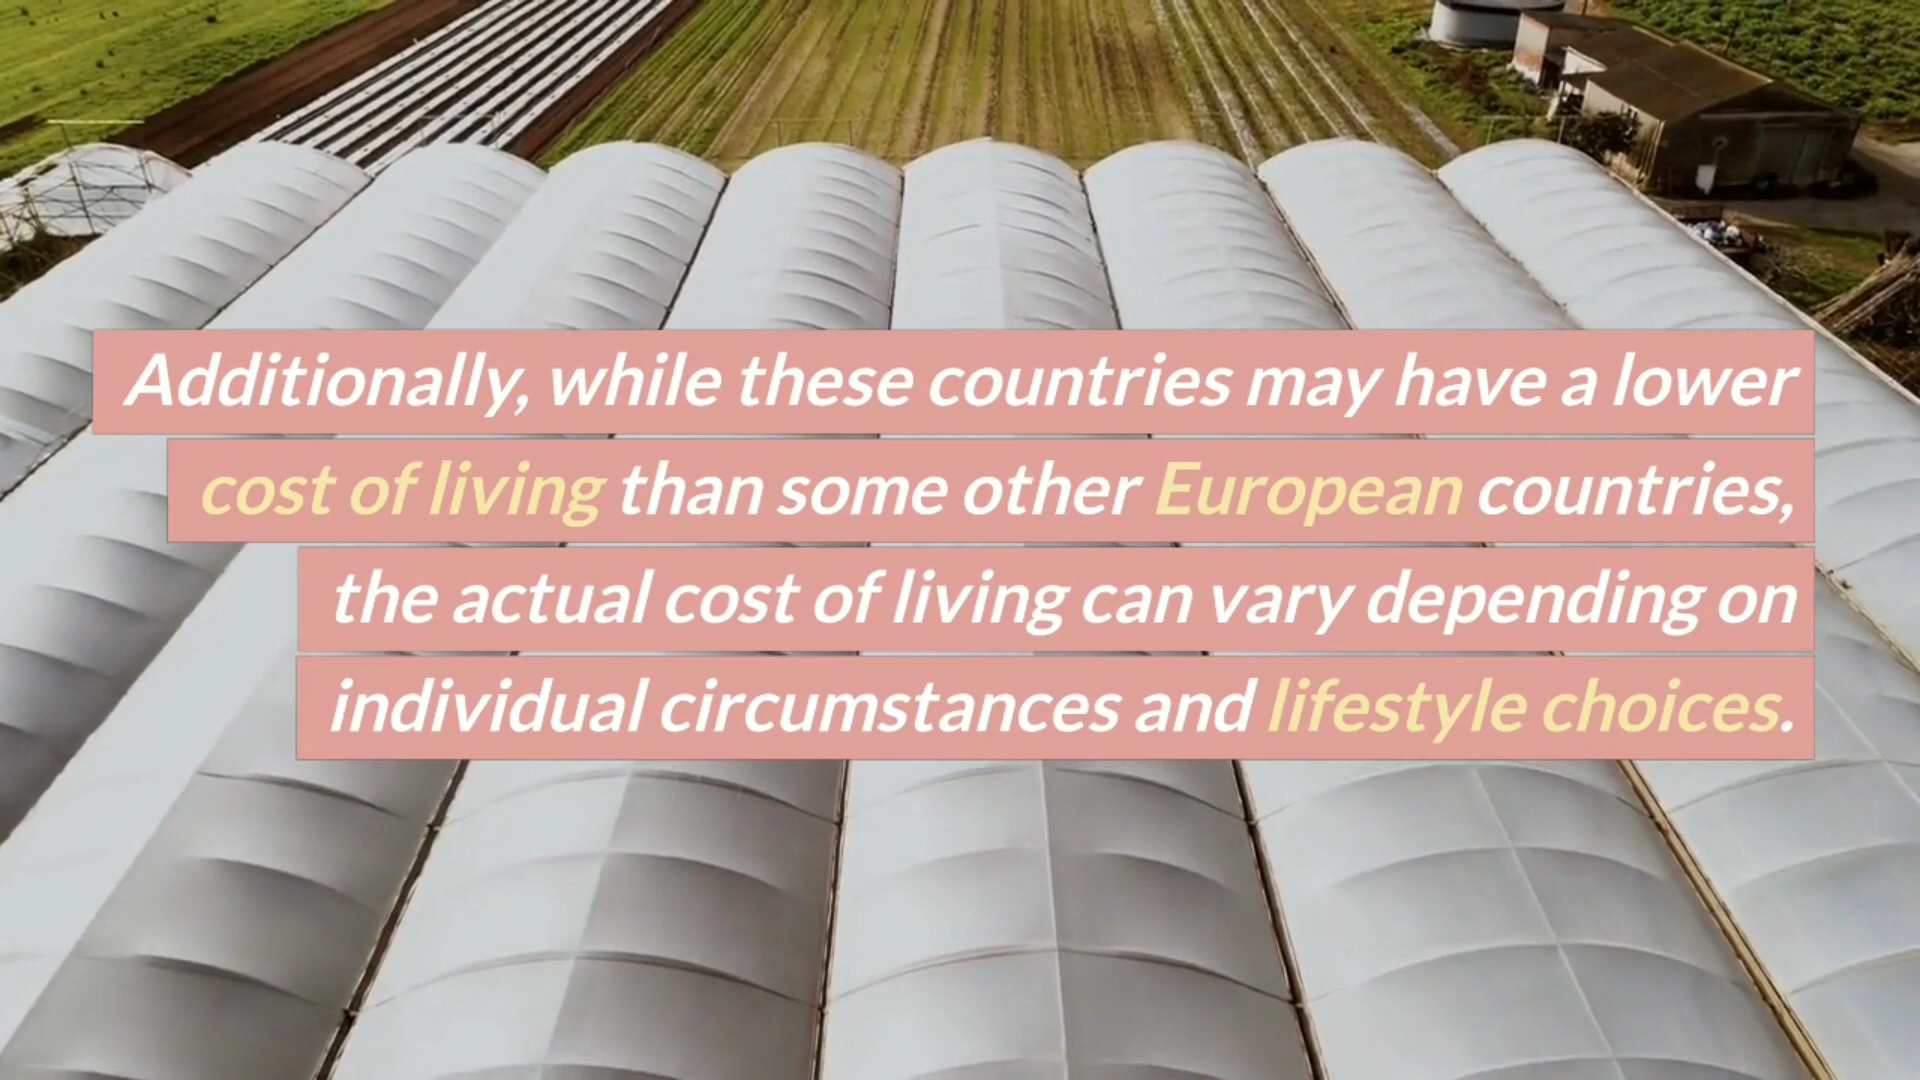 Additionally, while these countries may have a lower
cost of living than some other European countries,
the actual cost of living can vary depending on
individual circumstances and lifestyle choices.